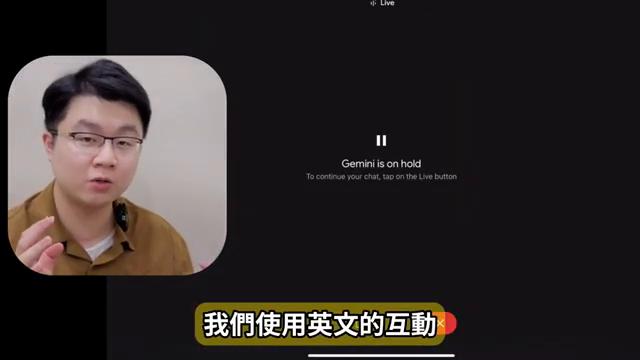 Live
Gemini is on hold
To continue your chat, tap on the Live button
我們使用英文的互動